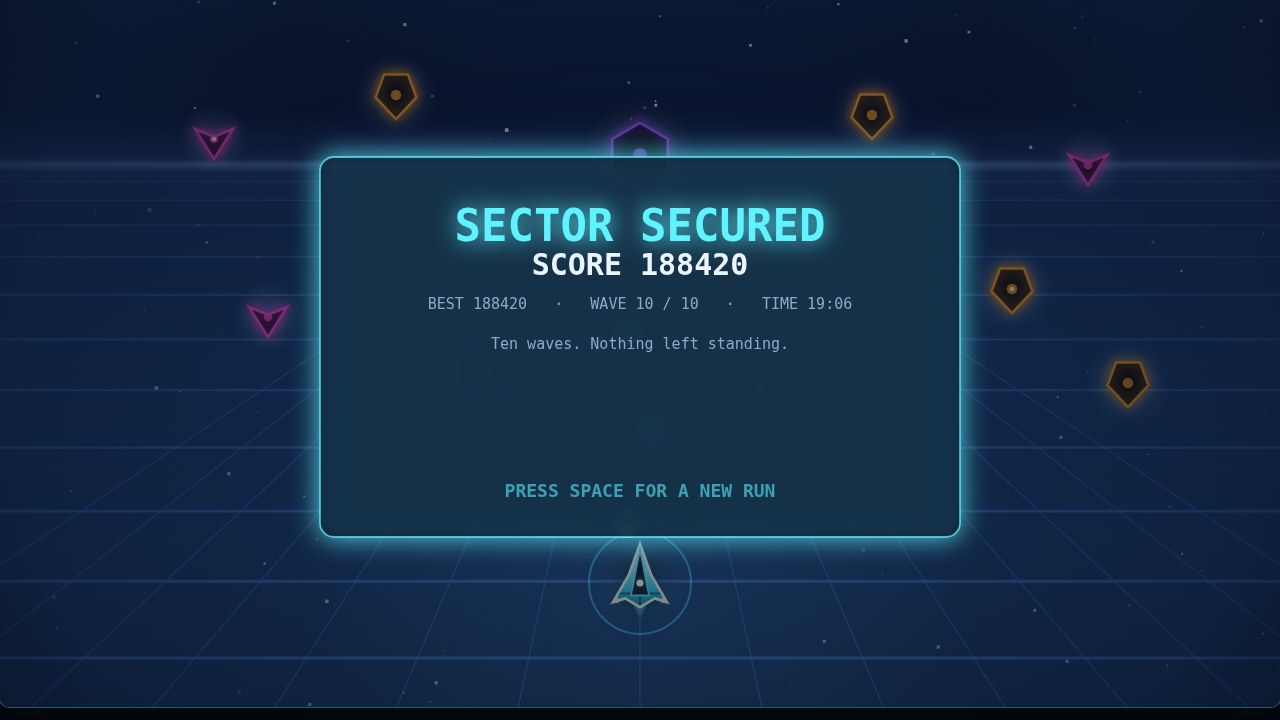 SECTOR SECURED
SCORE 188420
BEST 188420 · WAVE 10 / 10 · TIME 19:06
Ten waves. Nothing left standing.
PRESS SPACE FOR A NEW RUN